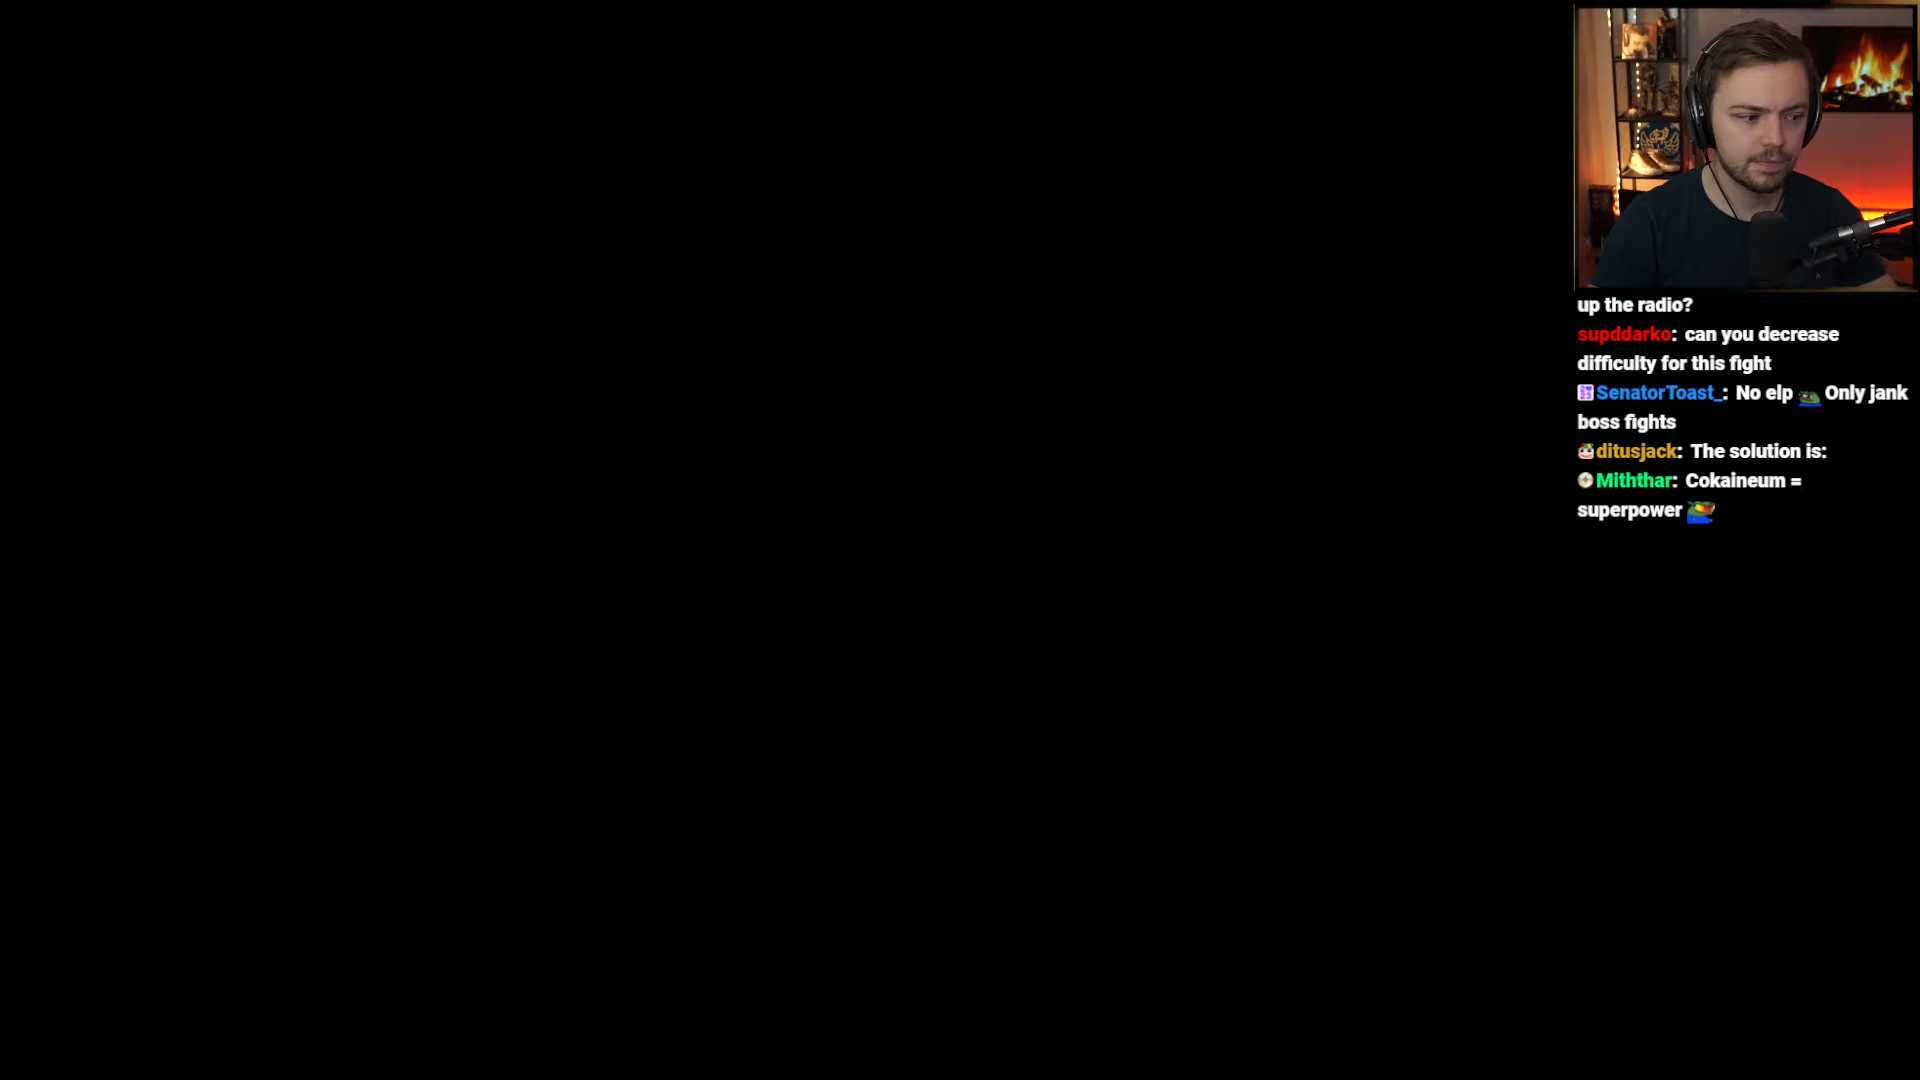 up the radio?
supddarko: can you decrease
difficulty for this fight
SenatorToast_: No elp Only jank
boss fights
ditusjack: The solution is:
Miththar: Cokaineum =
superpower